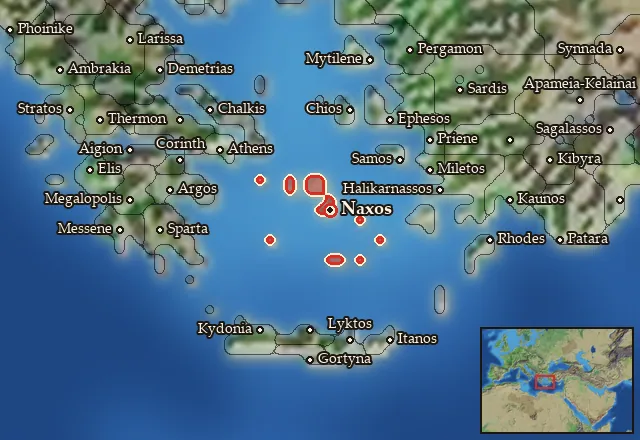 Phoinike
Larissa
Pergamon
Synnada
Mytilene
Ambrakia
Demetrias
Sardis
Apameia-Kelainai
Stratos
Chalkis
Chios
Thermon
Ephesos
Sagalassos
Priene
Corinth
Aigion
Athens
Samos
Kibyra
Elis
Miletos
Argos
Halikarnassos
Megalopolis
Kaunos
Naxos
Messene
Sparta
Rhodes
Patara
Kydonia
Lyktos
Itanos
Gortyna